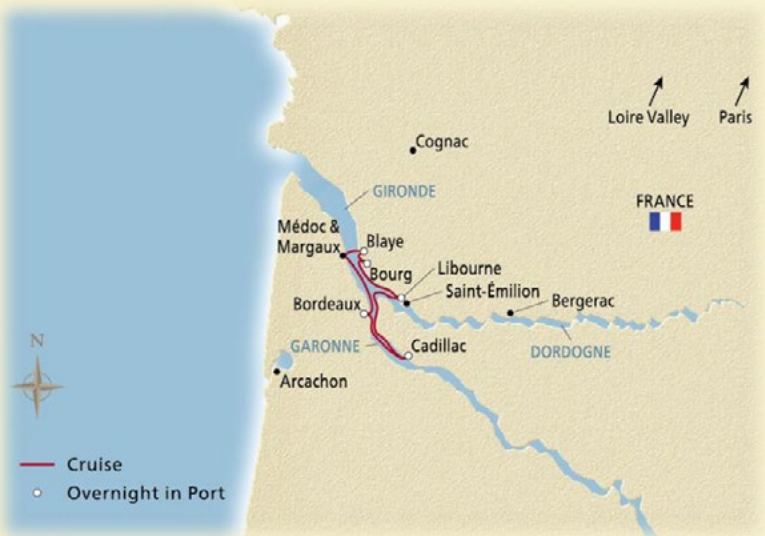 Loire Valley
Paris
Cognac
GIRONDE
FRANCE
Médoc &
Margaux
Blaye
Bourg
Libourne
Saint-Émilion
Bordeaux
Bergerac
GARONNE
Cadillac
DORDOGNE
N
Arcachon
Cruise
Overnight in Port